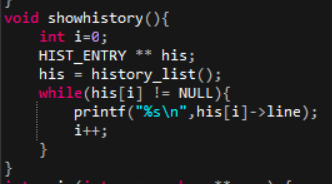 }
void showhistory(){
    int i=0;
    HIST_ENTRY ** his;
    his = history_list();
    while(his[i] != NULL){
        printf("%s\n",his[i]->line);
        i++;
    }
}